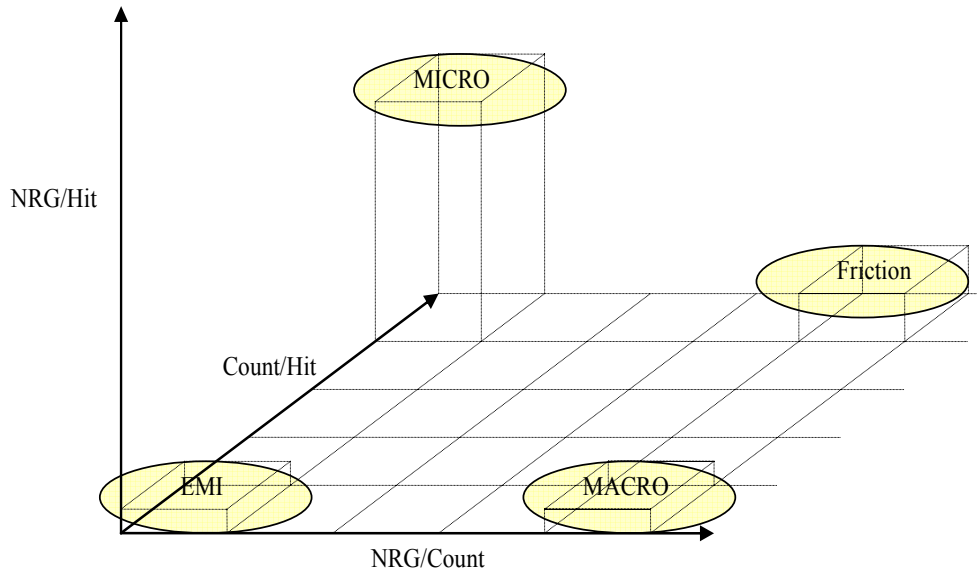 MICRO
NRG/Hit
Friction
Count/Hit
EMI
MACRO
NRG/Count